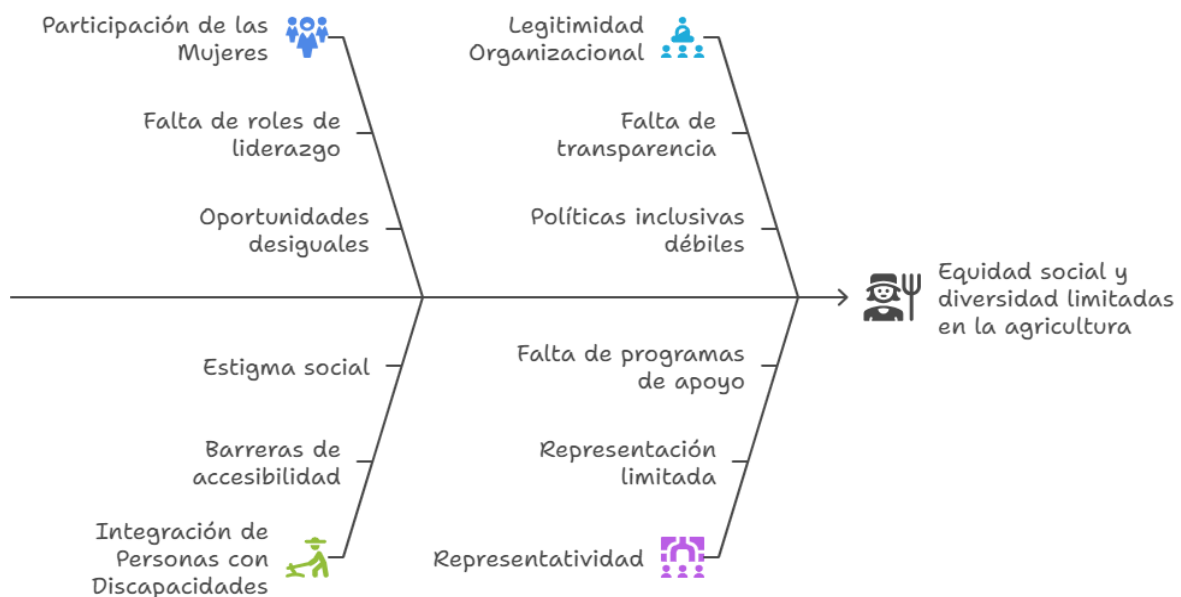 Participación de las
Mujeres
Falta de roles de
liderazgo
Oportunidades
desiguales
Legitimidad
Organizacional
Falta de
transparencia
Políticas inclusivas
débiles
Equidad social y
diversidad limitadas
en la agricultura
Estigma social
Barreras de
accesibilidad
Integración de
Personas con
Discapacidades
Falta de programas
de apoyo
Representación
limitada
Representatividad